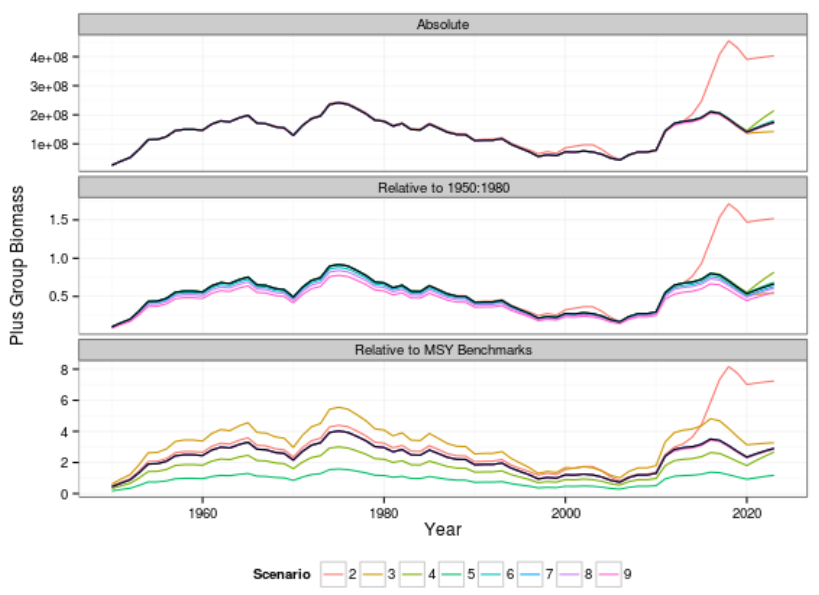 Absolute
4e+08
3e+08
2e+08
1e+08
Relative to 1950:1980
1.5
1.0
0.5
Plus Group Biomass
Relative to MSY Benchmarks
8
6
4
2
0
1960 1980 2000 2020
Year
Scenario 2 3 4 5 6 7 8 9